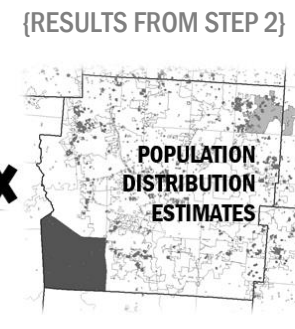 {RESULTS FROM STEP 2}
POPULATION
DISTRIBUTION
ESTIMATES